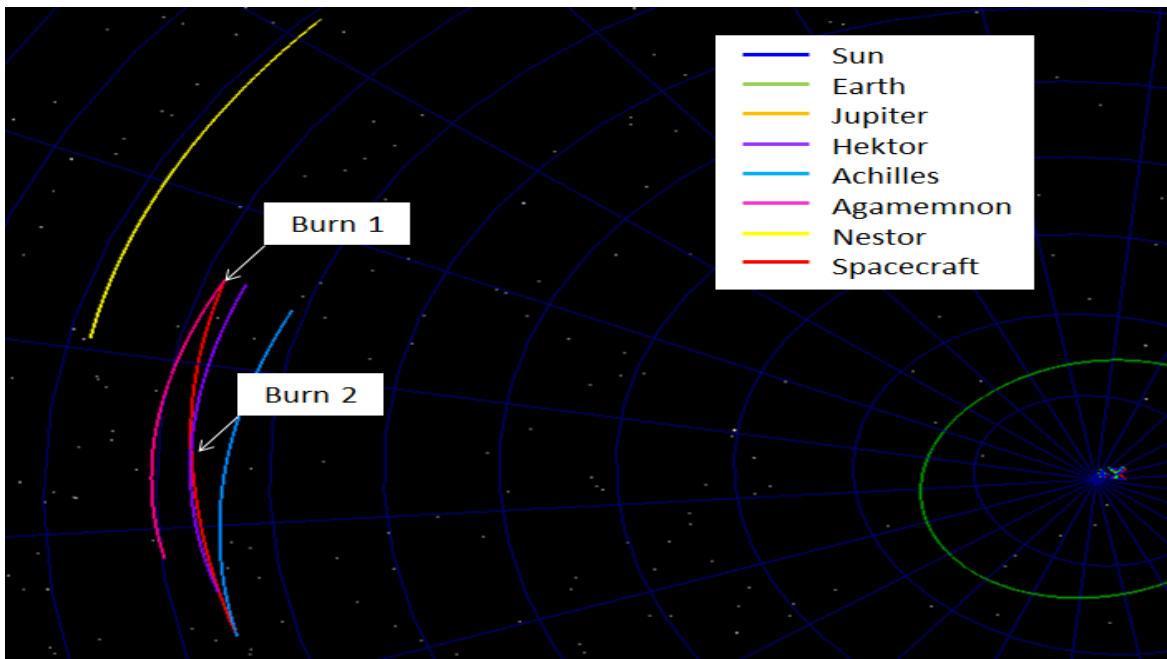 Sun
Earth
Jupiter
Hektor
Achilles
Agamemnon
Nestor
Spacecraft
Burn 1
Burn 2